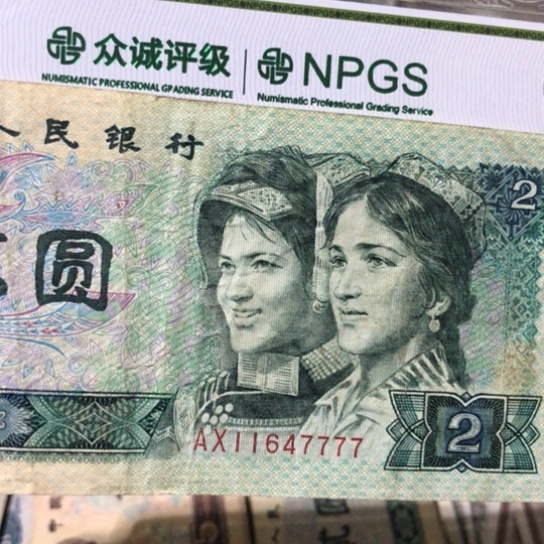 众诚评级 NPGS
NUMISMATIC PROFESSIONAL GRADING SERVICE Numismatic Professional Grading Service
人民银行
2
圆
AX11647777
2